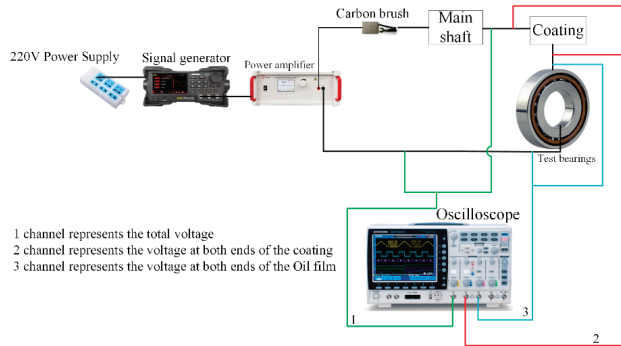 Carbon brush
Main
shaft
Coating
220V Power Supply
Signal generator
Power amplifier
Test bearings
Oscilloscope
1 channel represents the total voltage
2 channel represents the voltage at both ends of the coating
3 channel represents the voltage at both ends of the Oil film
1
3
2